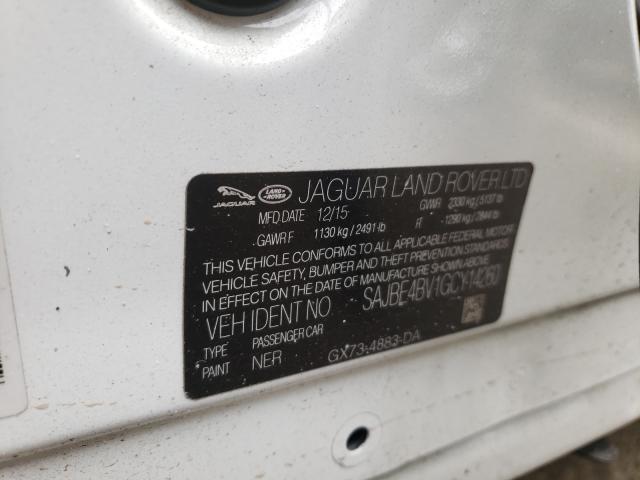 JAGUAR
LAND ROVER
JAGUAR LAND ROVER LTD
MFD DATE 12/15 GVWR 2330 kg / 5137 lb
GAWR F 1130 kg / 2491 lb R 1290 kg / 2844 lb
THIS VEHICLE CONFORMS TO ALL APPLICABLE FEDERAL MOTOR
VEHICLE SAFETY, BUMPER AND THEFT PREVENTION STANDARDS
IN EFFECT ON THE DATE OF MANUFACTURE SHOWN ABOVE.
VEH IDENT NO SAJBE4BV1GCY14260
TYPE PASSENGER CAR
PAINT NER GX73-4883-DA